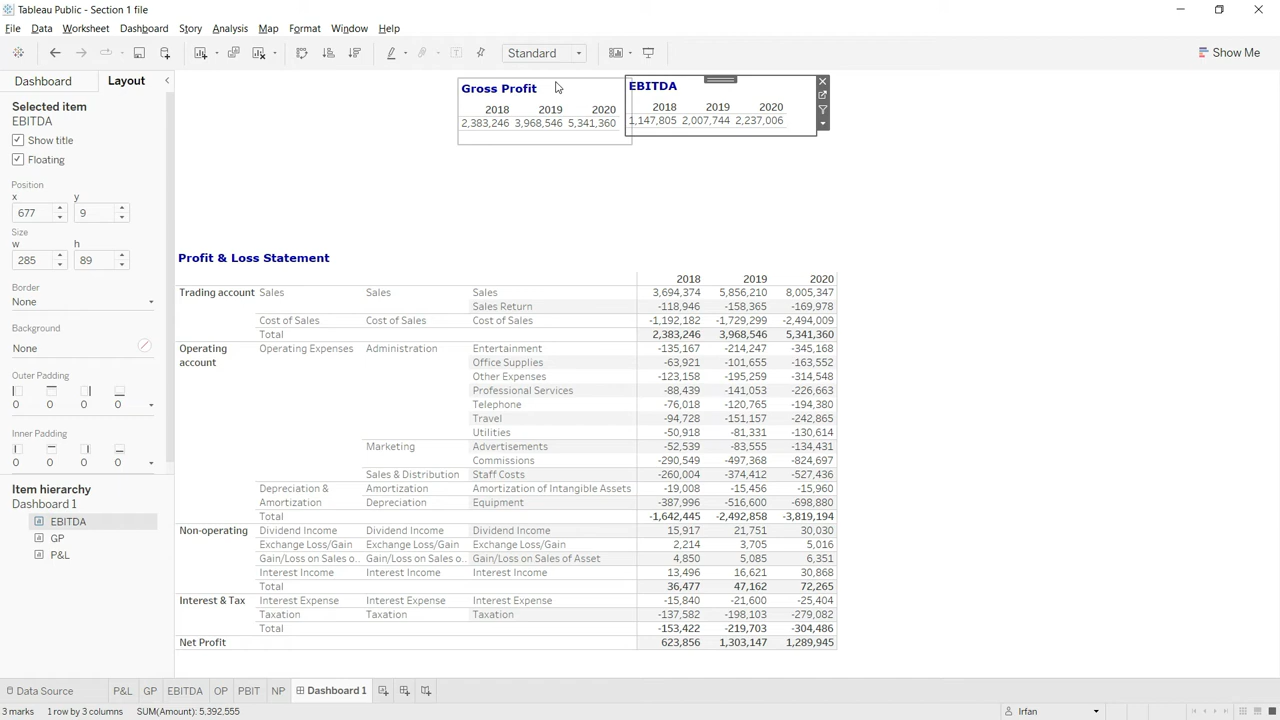 Tableau Public - Section 1 file
File Data Worksheet Dashboard Story Analysis Map Format Window Help
Standard Show Me
Dashboard Layout
Selected item
EBITDA
Show title
Floating
Position
x y
677 9
Size
w h
285 89
Border
None
Background
None
Outer Padding
0 0 0 0
Inner Padding
0 0 0 0
Item hierarchy
Dashboard 1
EBITDA
GP
P&L
Gross Profit
2018 2019 2020
2,383,246 3,968,546 5,341,360
EBITDA
2018 2019 2020
1,147,805 2,007,744 2,237,006
Profit & Loss Statement
2018 2019 2020
Trading account Sales Sales Sales 3,694,374 5,856,210 8,005,347
Sales Return -118,946 -158,365 -169,978
Cost of Sales Cost of Sales Cost of Sales -1,192,182 -1,729,299 -2,494,009
Total 2,383,246 3,968,546 5,341,360
Operating Operating Expenses Administration Entertainment -135,167 -214,247 -345,168
account Office Supplies -63,921 -101,655 -163,552
Other Expenses -123,158 -195,259 -314,548
Professional Services -88,439 -141,053 -226,663
Telephone -76,018 -120,765 -194,380
Travel -94,728 -151,157 -242,865
Utilities -50,918 -81,331 -130,614
Marketing Advertisements -52,539 -83,555 -134,431
Commissions -290,549 -497,368 -824,697
Sales & Distribution Staff Costs -260,004 -374,412 -527,436
Depreciation & Amortization Amortization of Intangible Assets -19,008 -15,456 -15,960
Amortization Depreciation Equipment -387,996 -516,600 -698,880
Total -1,642,445 -2,492,858 -3,819,194
Non-operating Dividend Income Dividend Income Dividend Income 15,917 21,751 30,030
Exchange Loss/Gain Exchange Loss/Gain Exchange Loss/Gain 2,214 3,705 5,016
Gain/Loss on Sales o.. Gain/Loss on Sales o.. Gain/Loss on Sales of Asset 4,850 5,085 6,351
Interest Income Interest Income Interest Income 13,496 16,621 30,868
Total 36,477 47,162 72,265
Interest & Tax Interest Expense Interest Expense Interest Expense -15,840 -21,600 -25,404
Taxation Taxation Taxation -137,582 -198,103 -279,082
Total -153,422 -219,703 -304,486
Net Profit 623,856 1,303,147 1,289,945
Data Source P&L GP EBITDA OP PBIT NP Dashboard 1
3 marks 1 row by 3 columns SUM(Amount): 5,392,555 Irfan